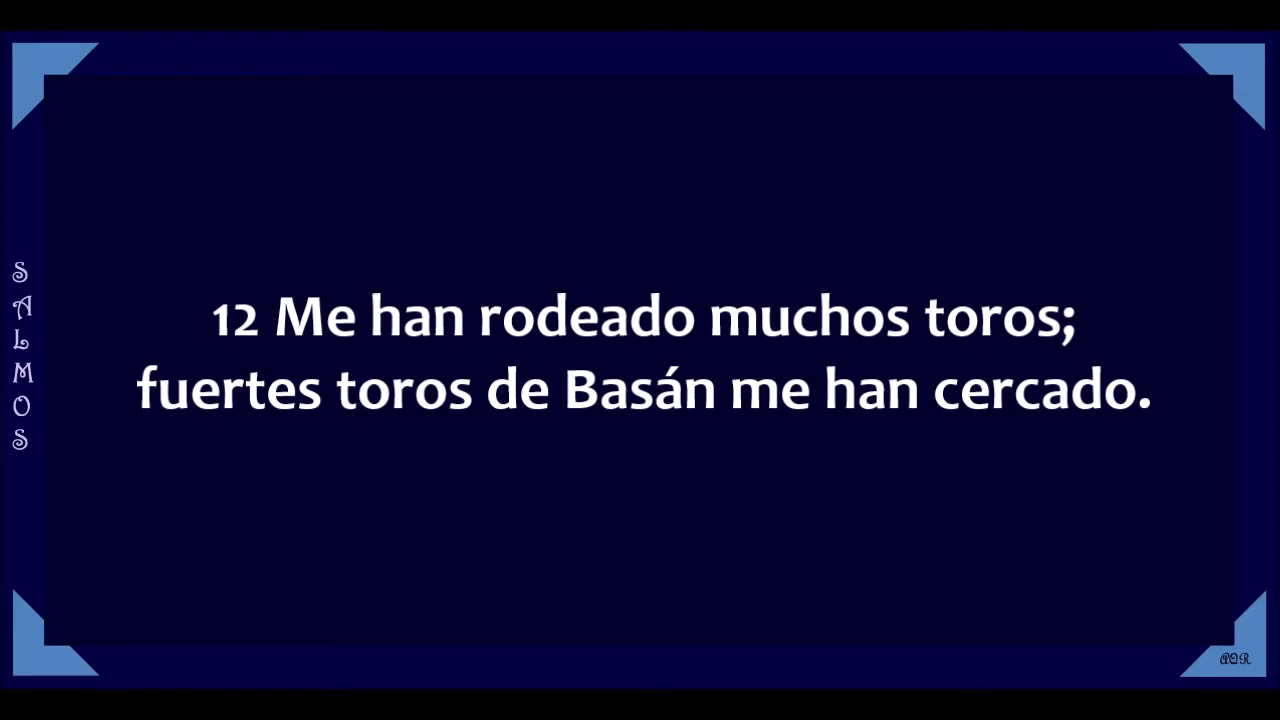 SALMOS
12 Me han rodeado muchos toros;
fuertes toros de Basán me han cercado.